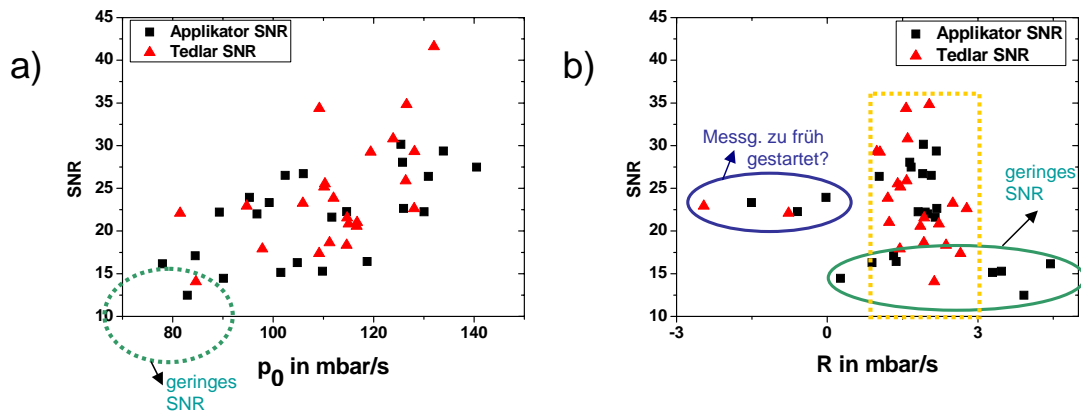 a)
Applikator SNR
Tedlar SNR
SNR
45
40
35
30
25
20
15
10
80
100
120
140
p0 in mbar/s
geringes
SNR
b)
Applikator SNR
Tedlar SNR
SNR
45
40
35
30
25
20
15
10
-3
0
3
R in mbar/s
Messg. zu früh
gestartet?
geringes
SNR